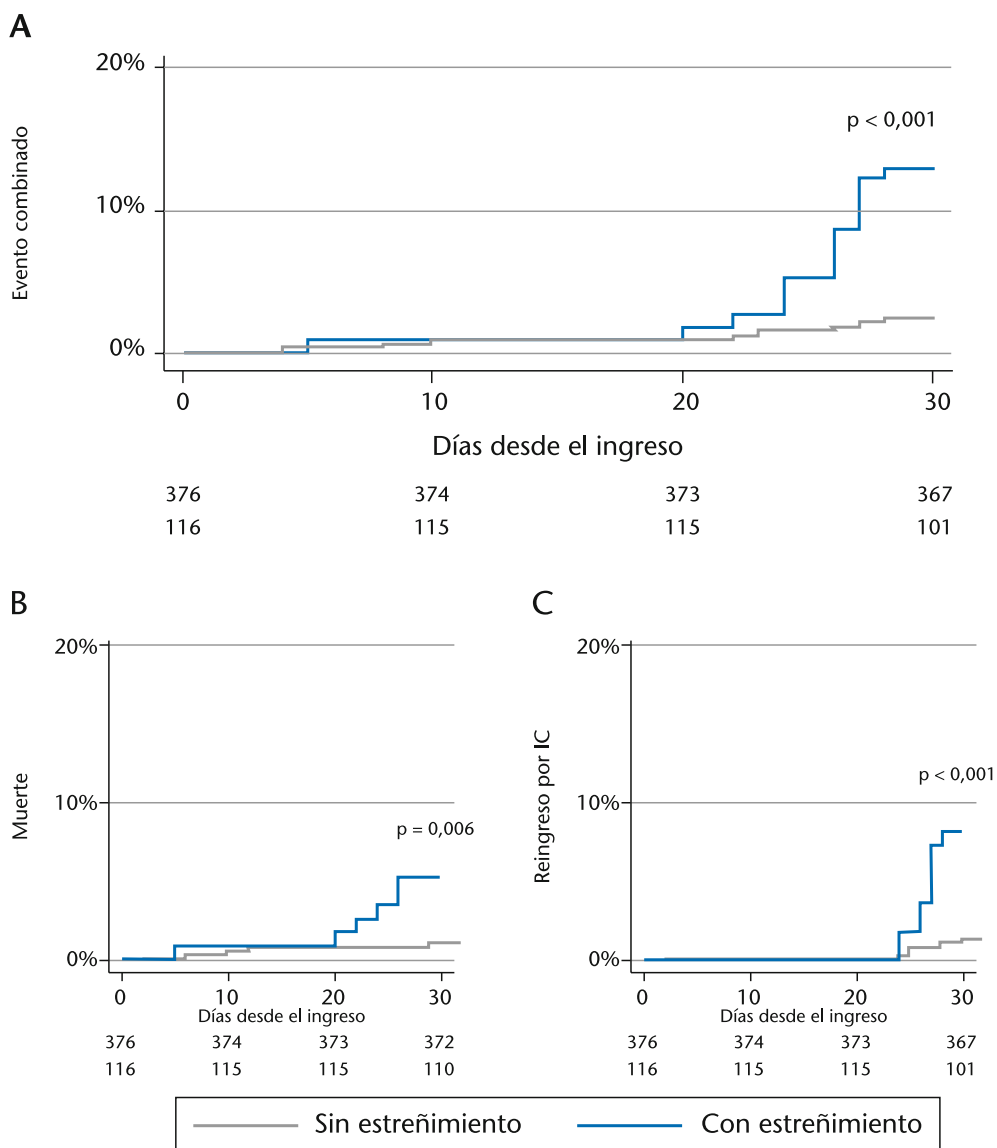 A
20%
p < 0,001
Evento combinado
10%
0%
0 10 20 30
Días desde el ingreso
376 374 373 367
116 115 115 101
B
20%
Muerte
10%
p = 0,006
0%
0 10 20 30
Días desde el ingreso
376 374 373 372
116 115 115 110
C
20%
Reingreso por IC
p < 0,001
10%
0%
0 10 20 30
Días desde el ingreso
376 374 373 367
116 115 115 101
Sin estreñimiento Con estreñimiento